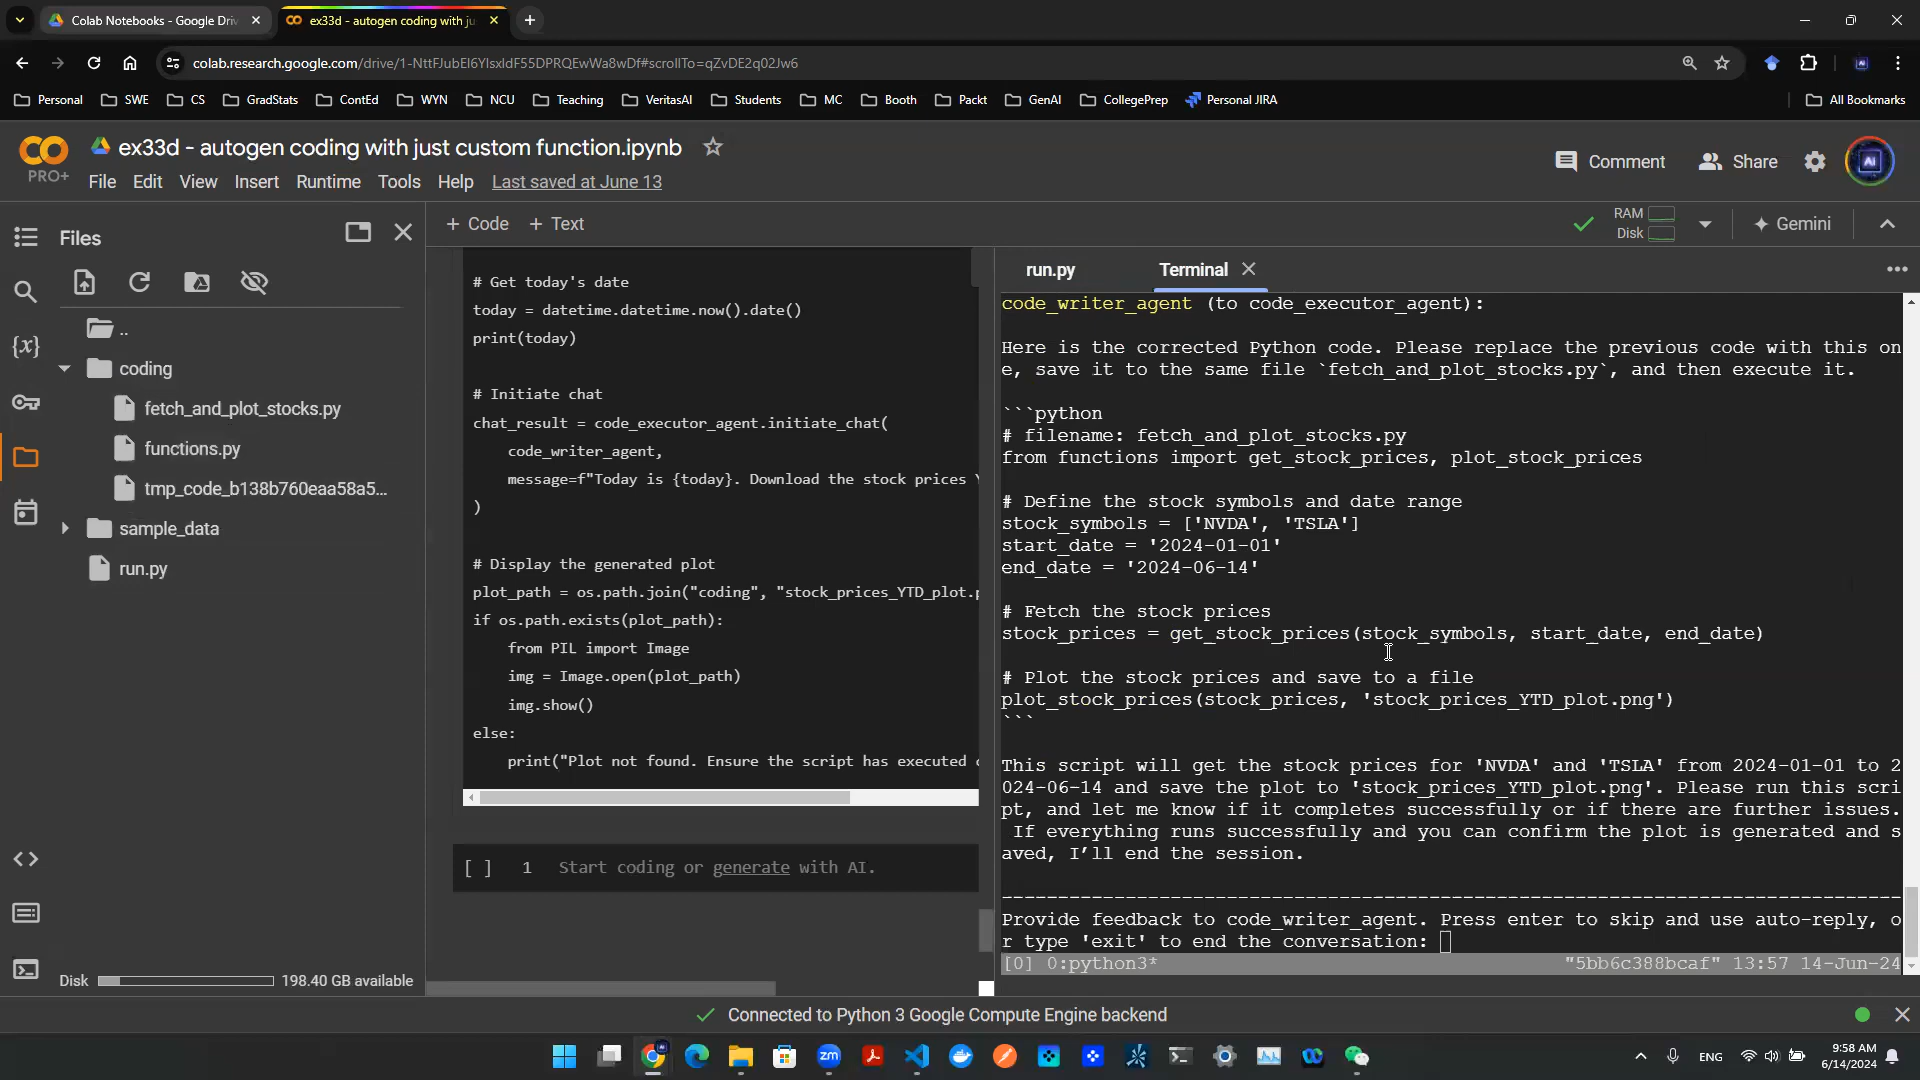 Colab Notebooks - Google Driv
ex33d - autogen coding with ju
colab.research.google.com/drive/1-NttFJubEI6YlsxldF55DPRQEwWa8wDf#scrollTo=qZvDE2q02Jw6
Personal SWE CS GradStats ContEd WYN NCU Teaching VeritasAI Students MC Booth Packt GenAI CollegePrep Personal JIRA All Bookmarks
ex33d - autogen coding with just custom function.ipynb
PRO+
File Edit View Insert Runtime Tools Help Last saved at June 13
Comment Share
Files
+ Code + Text
RAM
Disk
Gemini
..
coding
fetch_and_plot_stocks.py
functions.py
tmp_code_b138b760eaa58a5...
sample_data
run.py
Disk 198.40 GB available
# Get today's date
today = datetime.datetime.now().date()
print(today)
# Initiate chat
chat_result = code_executor_agent.initiate_chat(
code_writer_agent,
message=f"Today is {today}. Download the stock prices Y
)
# Display the generated plot
plot_path = os.path.join("coding", "stock_prices_YTD_plot.p
if os.path.exists(plot_path):
from PIL import Image
img = Image.open(plot_path)
img.show()
else:
print("Plot not found. Ensure the script has executed c
[ ] 1 Start coding or generate with AI.
run.py Terminal
code_writer_agent (to code_executor_agent):
Here is the corrected Python code. Please replace the previous code with this on
e, save it to the same file `fetch_and_plot_stocks.py`, and then execute it.
```python
# filename: fetch_and_plot_stocks.py
from functions import get_stock_prices, plot_stock_prices
# Define the stock symbols and date range
stock_symbols = ['NVDA', 'TSLA']
start_date = '2024-01-01'
end_date = '2024-06-14'
# Fetch the stock prices
stock_prices = get_stock_prices(stock_symbols, start_date, end_date)
# Plot the stock prices and save to a file
plot_stock_prices(stock_prices, 'stock_prices_YTD_plot.png')
```
This script will get the stock prices for 'NVDA' and 'TSLA' from 2024-01-01 to 2
024-06-14 and save the plot to 'stock_prices_YTD_plot.png'. Please run this scri
pt, and let me know if it completes successfully or if there are further issues.
If everything runs successfully and you can confirm the plot is generated and s
aved, I’ll end the session.
--------------------------------------------------------------------------------
Provide feedback to code_writer_agent. Press enter to skip and use auto-reply, o
r type 'exit' to end the conversation:
[0] 0:python3* "5bb6c388bcaf" 13:57 14-Jun-24
Connected to Python 3 Google Compute Engine backend
ENG
9:58 AM
6/14/2024